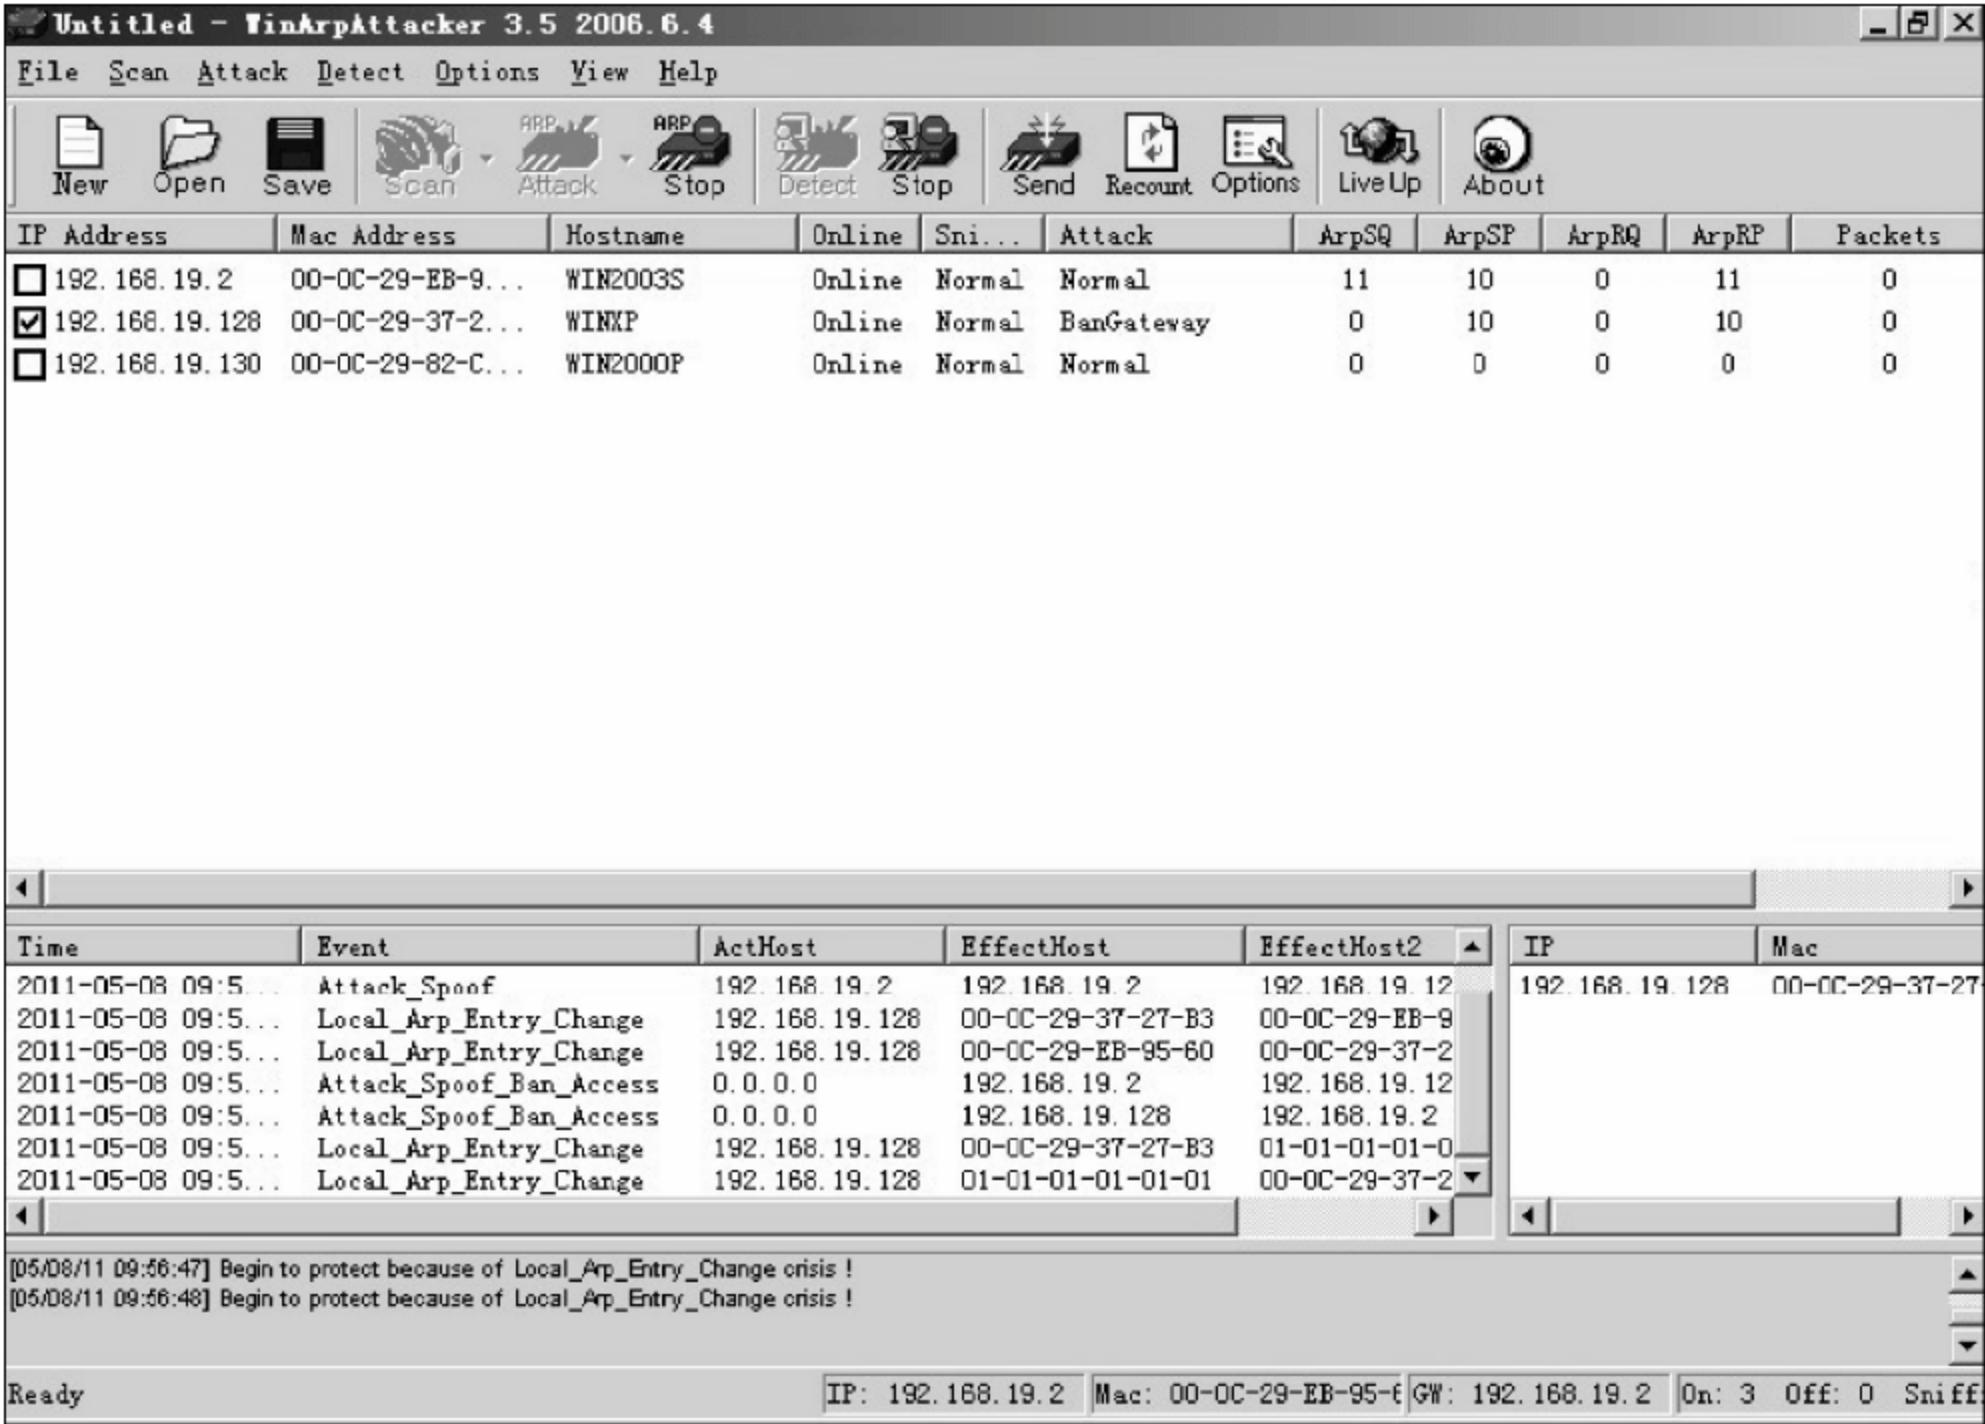 Untitled - WinArpAttacker 3.5 2006.6.4
File Scan Attack Detect Options View Help
New Open Save Scan ARP Attack ARP Stop Detect Stop Send Recount Options LiveUp About
IP Address Mac Address Hostname Online Sni... Attack ArpSQ ArpSP ArpRQ ArpRP Packets
192.168.19.2 00-0C-29-EB-9... WIN2003S Online Normal Normal 11 10 0 11 0
192.168.19.128 00-0C-29-37-2... WINXP Online Normal BanGateway 0 10 0 10 0
192.168.19.130 00-0C-29-82-C... WIN2000P Online Normal Normal 0 0 0 0 0
Time Event ActHost EffectHost EffectHost2 IP Mac
2011-05-08 09:5... Attack_Spoof 192.168.19.2 192.168.19.2 192.168.19.12 192.168.19.128 00-0C-29-37-27-
2011-05-08 09:5... Local_Arp_Entry_Change 192.168.19.128 00-0C-29-37-27-B3 00-0C-29-EB-9
2011-05-08 09:5... Local_Arp_Entry_Change 192.168.19.128 00-0C-29-EB-95-60 00-0C-29-37-2
2011-05-08 09:5... Attack_Spoof_Ban_Access 0.0.0.0 192.168.19.2 192.168.19.12
2011-05-08 09:5... Attack_Spoof_Ban_Access 0.0.0.0 192.168.19.128 192.168.19.2
2011-05-08 09:5... Local_Arp_Entry_Change 192.168.19.128 00-0C-29-37-27-B3 01-01-01-01-0
2011-05-08 09:5... Local_Arp_Entry_Change 192.168.19.128 01-01-01-01-01-01 00-0C-29-37-2
[05/08/11 09:56:47] Begin to protect because of Local_Arp_Entry_Change crisis !
[05/08/11 09:56:48] Begin to protect because of Local_Arp_Entry_Change crisis !
Ready IP: 192.168.19.2 Mac: 00-0C-29-EB-95-6 GW: 192.168.19.2 On: 3 Off: 0 Sniff